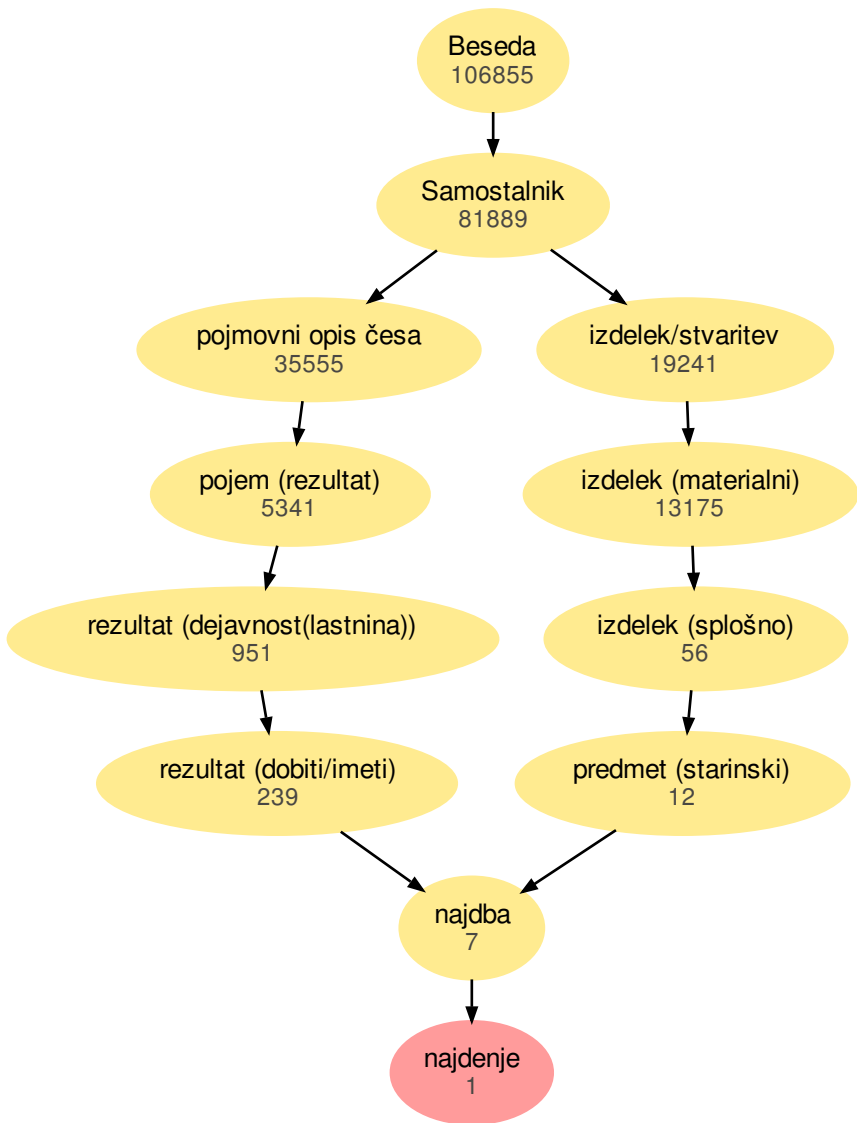 Beseda
106855
Samostalnik
81889
pojmovni opis česa
35555
izdelek/stvaritev
19241
pojem (rezultat)
5341
izdelek (materialni)
13175
rezultat (dejavnost(lastnina))
951
izdelek (splošno)
56
rezultat (dobiti/imeti)
239
predmet (starinski)
12
najdba
7
najdenje
1